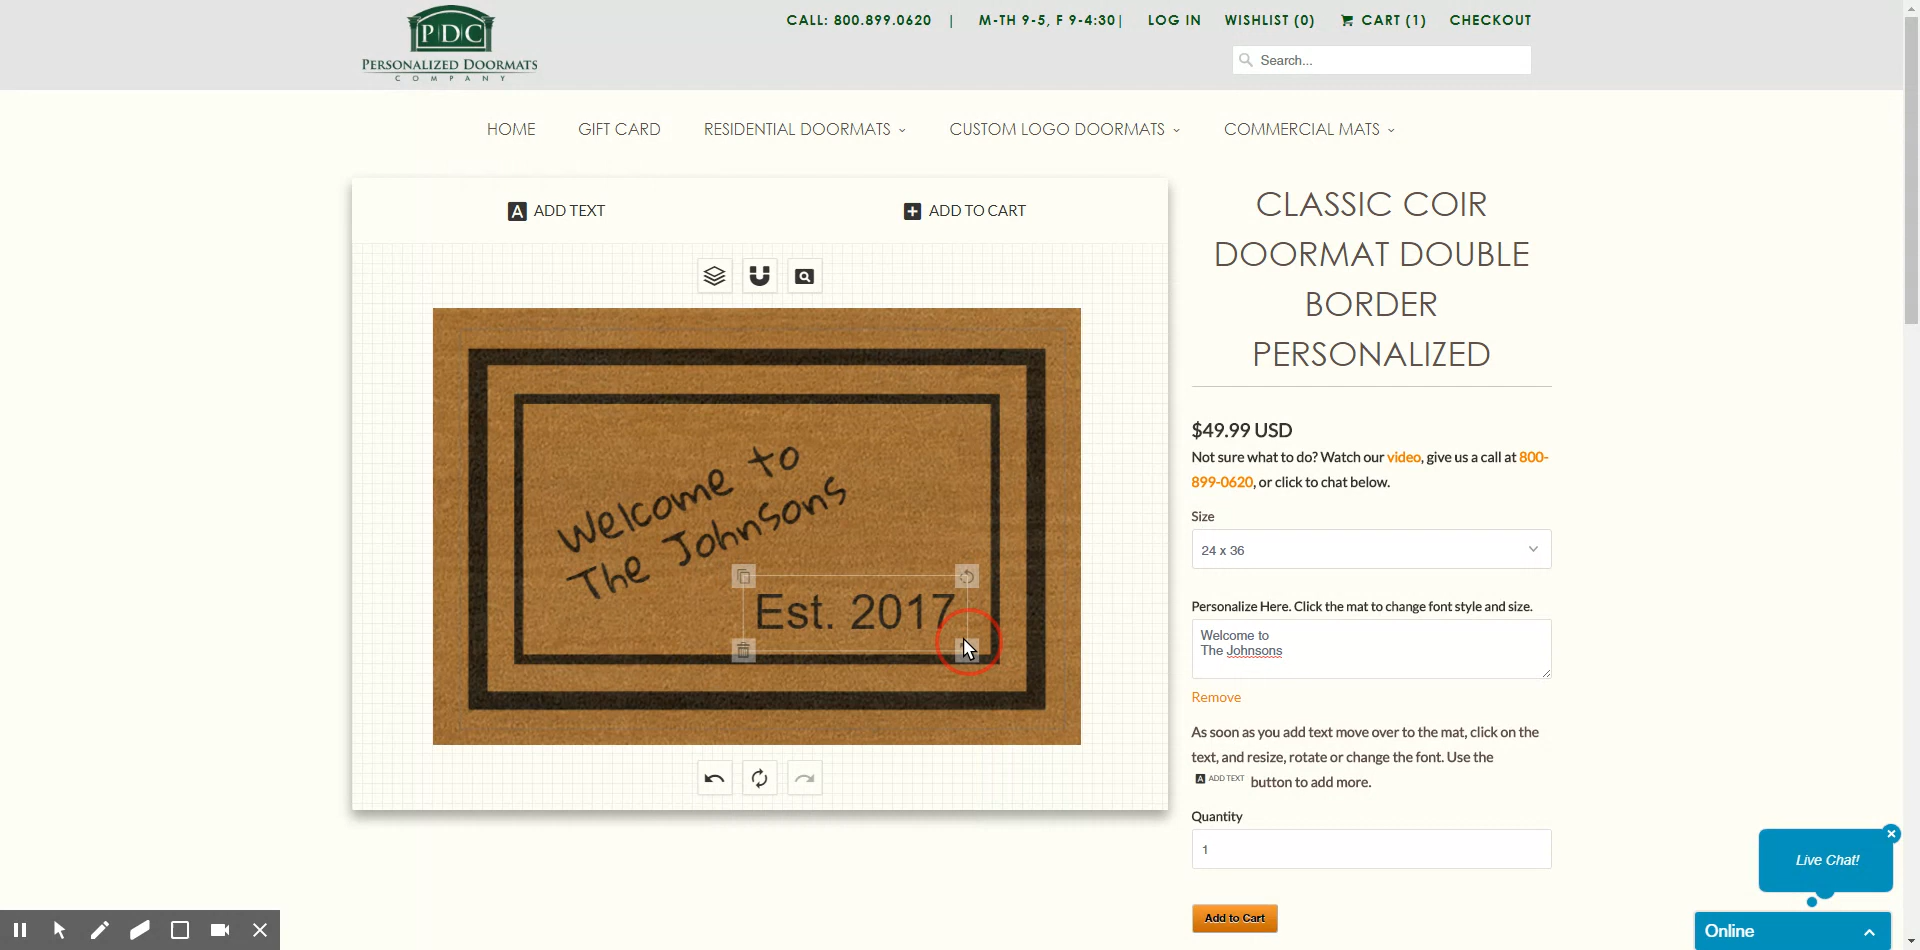 PDC
PERSONALIZED DOORMATS
COMPANY
CALL: 800.899.0620 | M-TH 9-5, F 9-4:30| LOG IN WISHLIST (0) CART (1) CHECKOUT
Search...
HOME GIFT CARD RESIDENTIAL DOORMATS CUSTOM LOGO DOORMATS COMMERCIAL MATS
A ADD TEXT ADD TO CART
Welcome to
The Johnsons
Est. 2017
CLASSIC COIR
DOORMAT DOUBLE
BORDER
PERSONALIZED
$49.99 USD
Not sure what to do? Watch our video, give us a call at 800-
899-0620, or click to chat below.
Size
24 x 36
Personalize Here. Click the mat to change font style and size.
Welcome to
The Johnsons
Remove
As soon as you add text move over to the mat, click on the
text, and resize, rotate or change the font. Use the
A ADD TEXT button to add more.
Quantity
1
Add to Cart
Live Chat!
Online